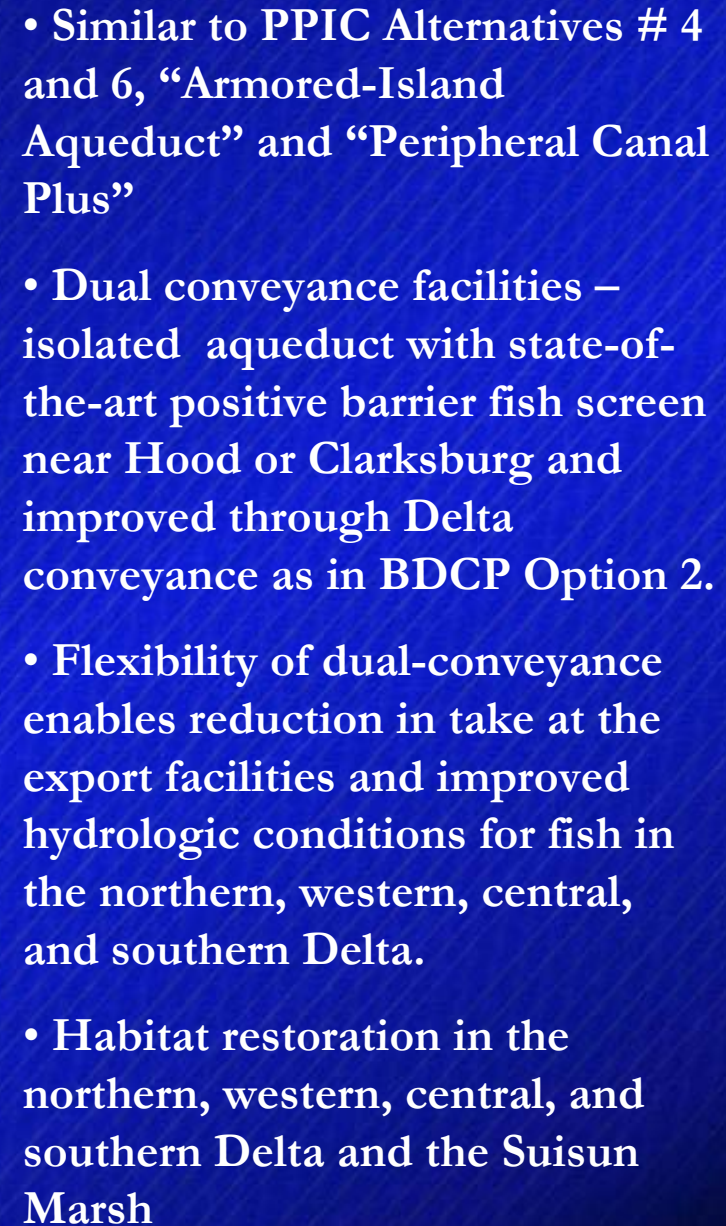 • Similar to PPIC Alternatives # 4
and 6, “Armored-Island
Aqueduct” and “Peripheral Canal
Plus”
• Dual conveyance facilities –
isolated aqueduct with state-of-
the-art positive barrier fish screen
near Hood or Clarksburg and
improved through Delta
conveyance as in BDCP Option 2.
• Flexibility of dual-conveyance
enables reduction in take at the
export facilities and improved
hydrologic conditions for fish in
the northern, western, central,
and southern Delta.
• Habitat restoration in the
northern, western, central, and
southern Delta and the Suisun
Marsh